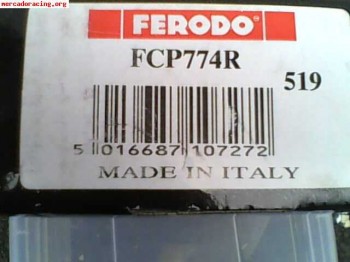 mercadoracing.org
FERODO
FCP774R
519
5 016687 107272
MADE IN ITALY